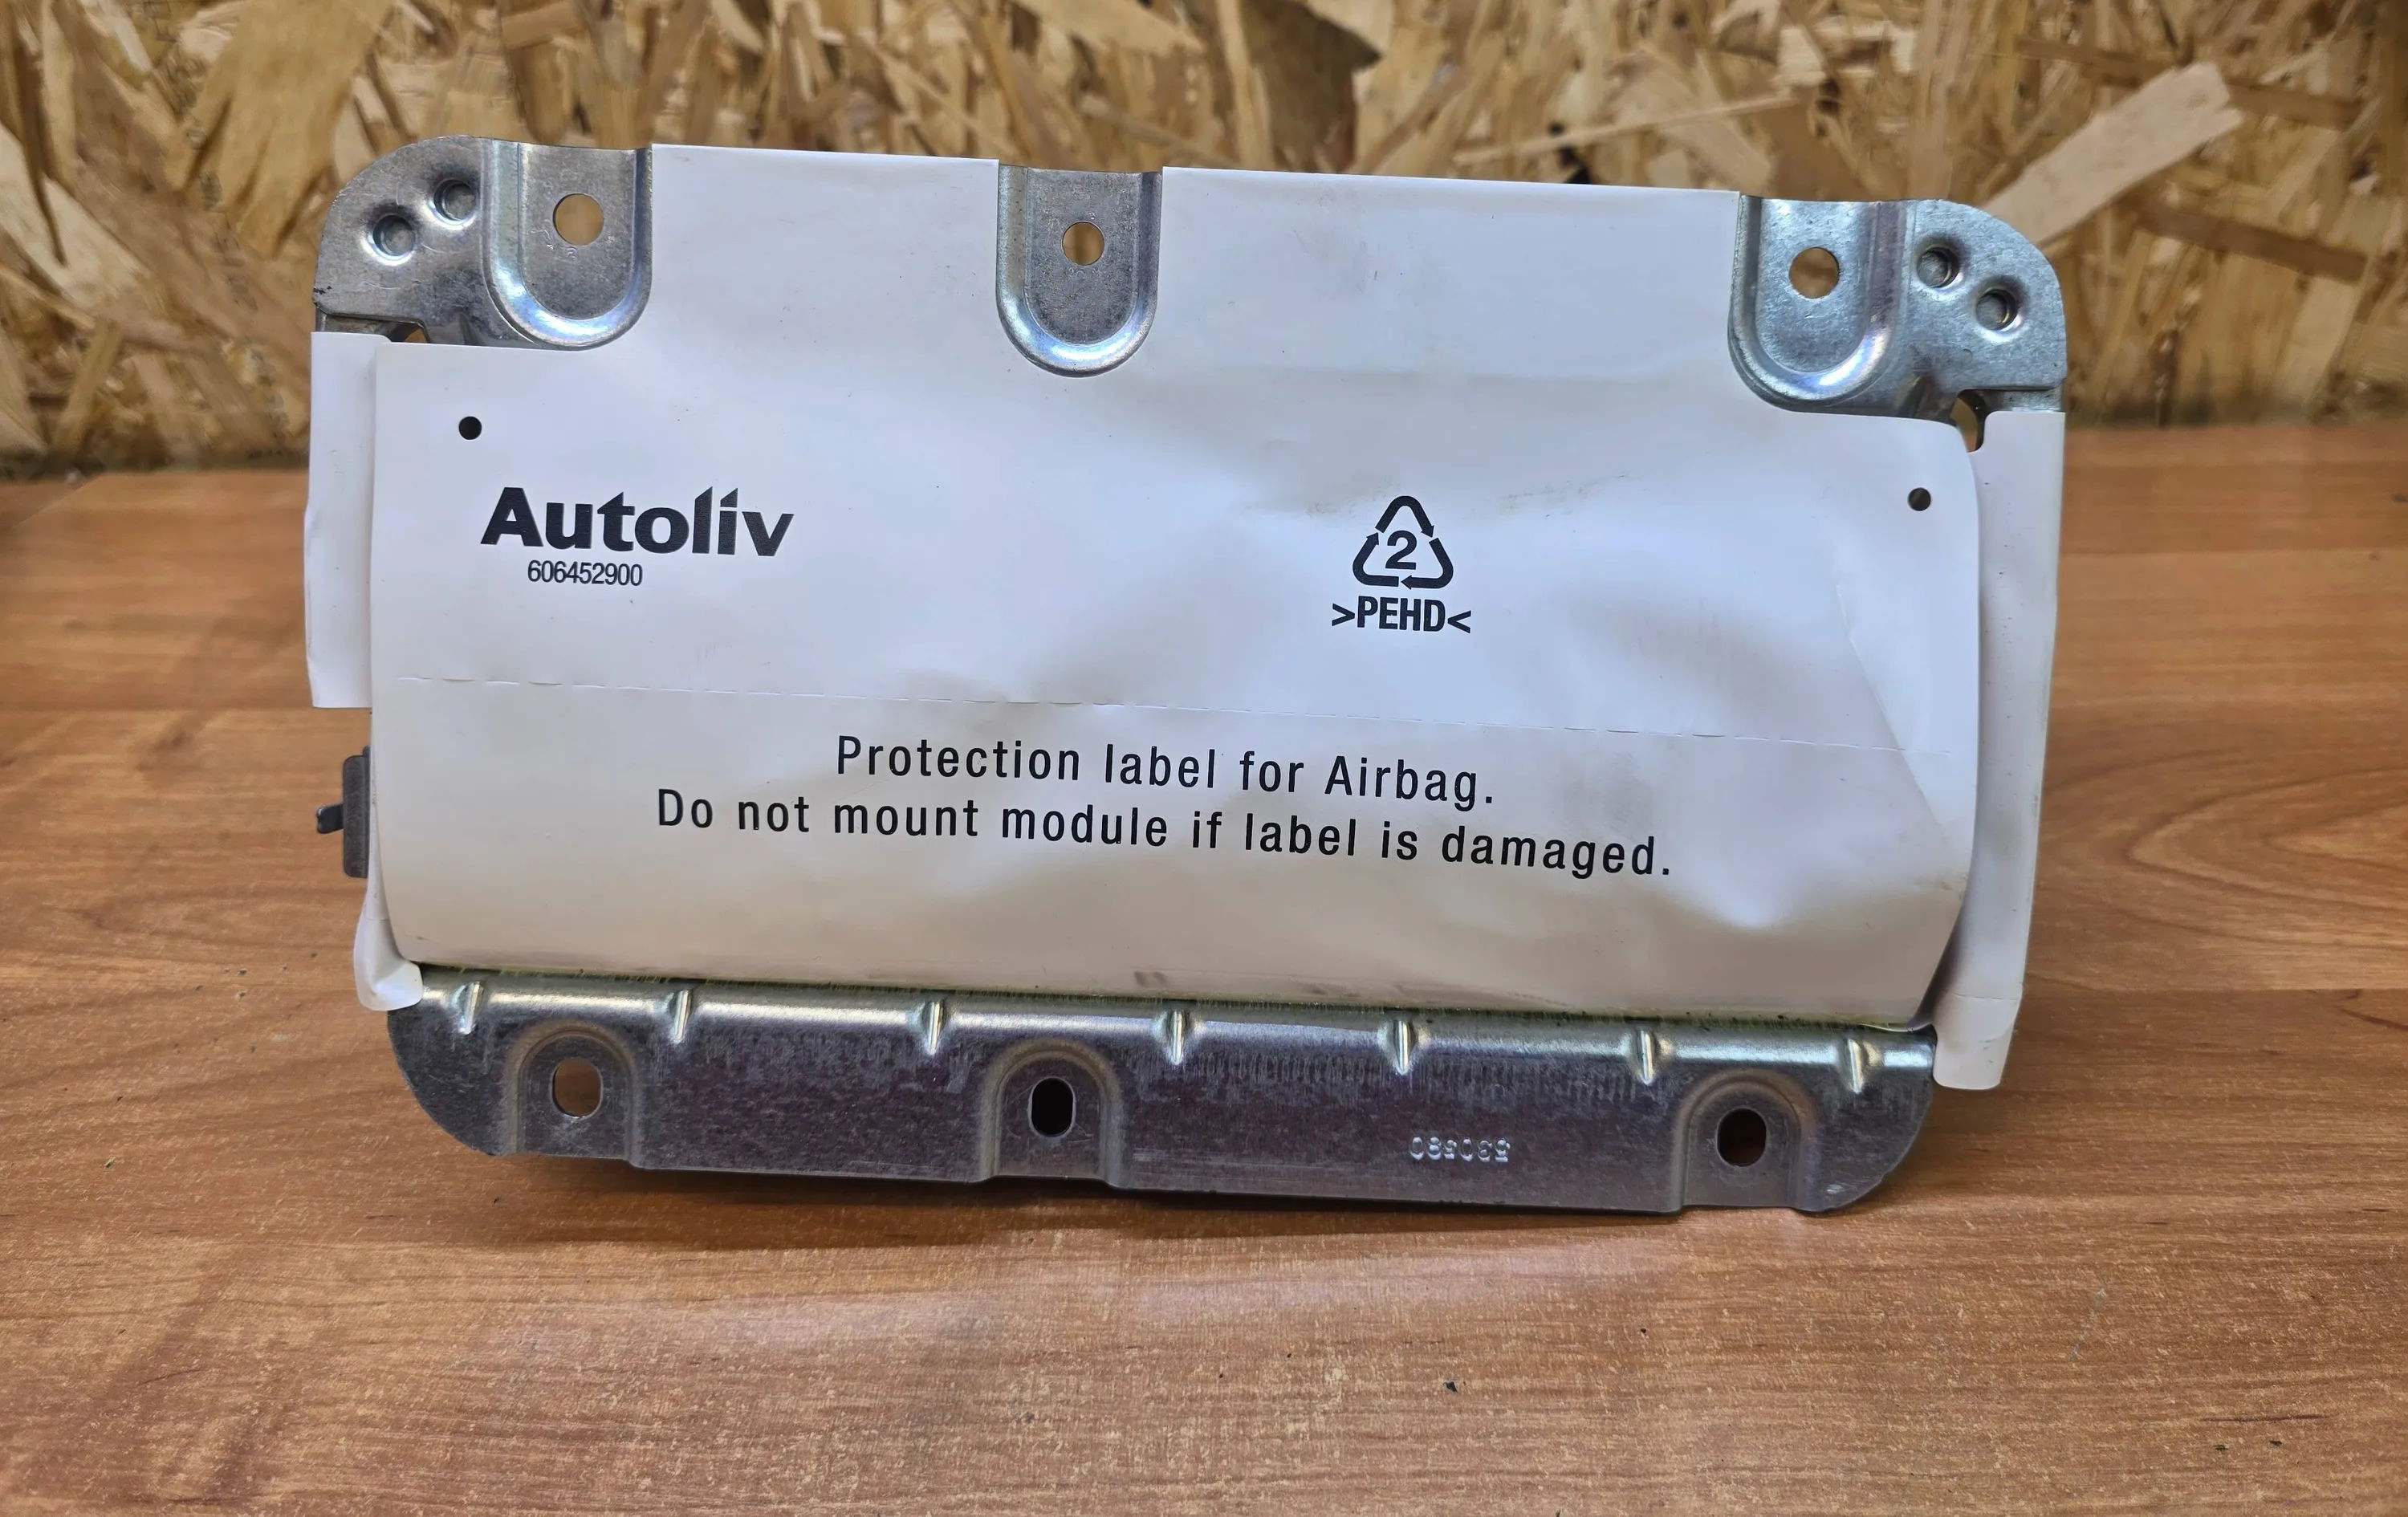 Autoliv
606452900
2
>PEHD<
Protection label for Airbag.
Do not mount module if label is damaged.